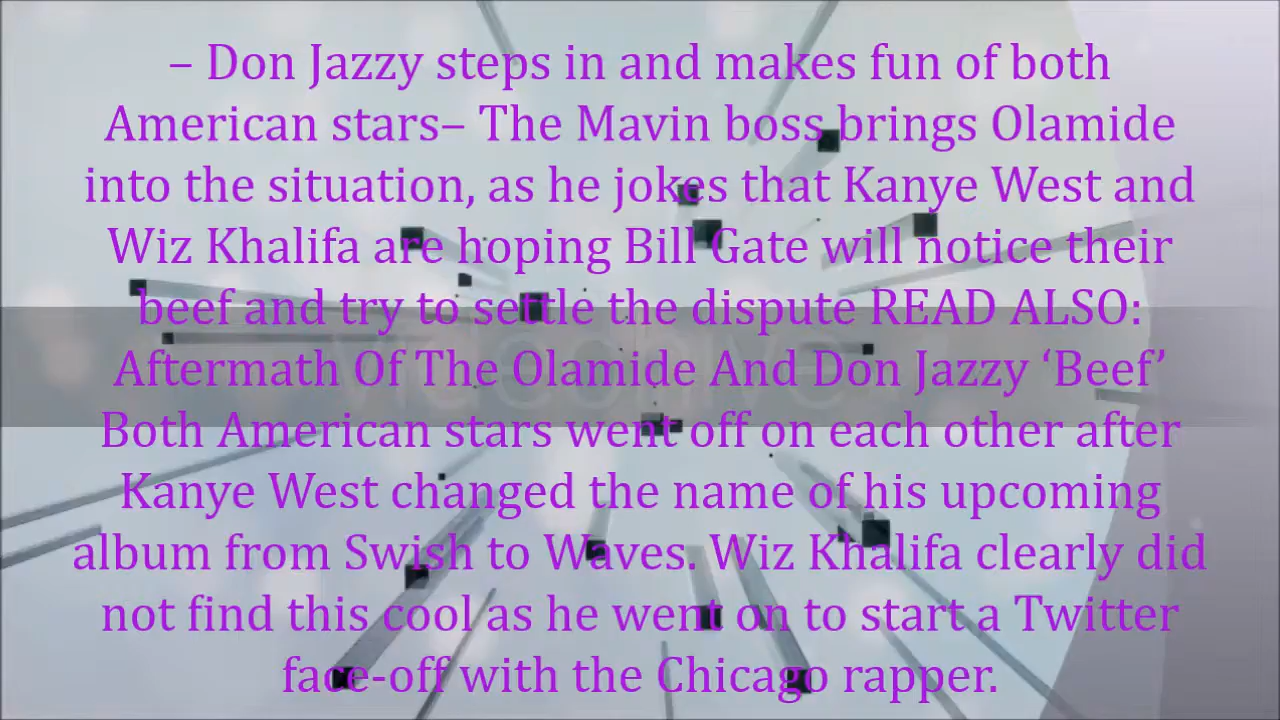 – Don Jazzy steps in and makes fun of both
American stars– The Mavin boss brings Olamide
into the situation, as he jokes that Kanye West and
Wiz Khalifa are hoping Bill Gate will notice their
beef and try to settle the dispute READ ALSO:
Aftermath Of The Olamide And Don Jazzy ‘Beef’
Both American stars went off on each other after
Kanye West changed the name of his upcoming
album from Swish to Waves. Wiz Khalifa clearly did
not find this cool as he went on to start a Twitter
face-off with the Chicago rapper.
videohive